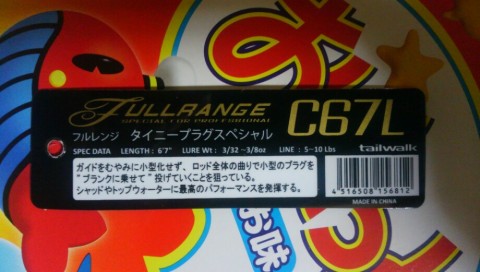 FULLRANGE
SPECIAL FOR PROFESSIONAL
C67L
フルレンジ タイニープラグスペシャル
SPEC DATA LENGTH : 6'7" LURE Wt : 3/32 ~3/8oz LINE : 5~10 Lbs
tailwalk
ガイドをむやみに小型化せず、ロッド全体の曲りで小型のプラグを
"ブランクに乗せて"投げていくことを狙っている。
シャッドやトップウォーターに最高のパフォーマンスを発揮する。
4 516508 156812
MADE IN CHINA
お味